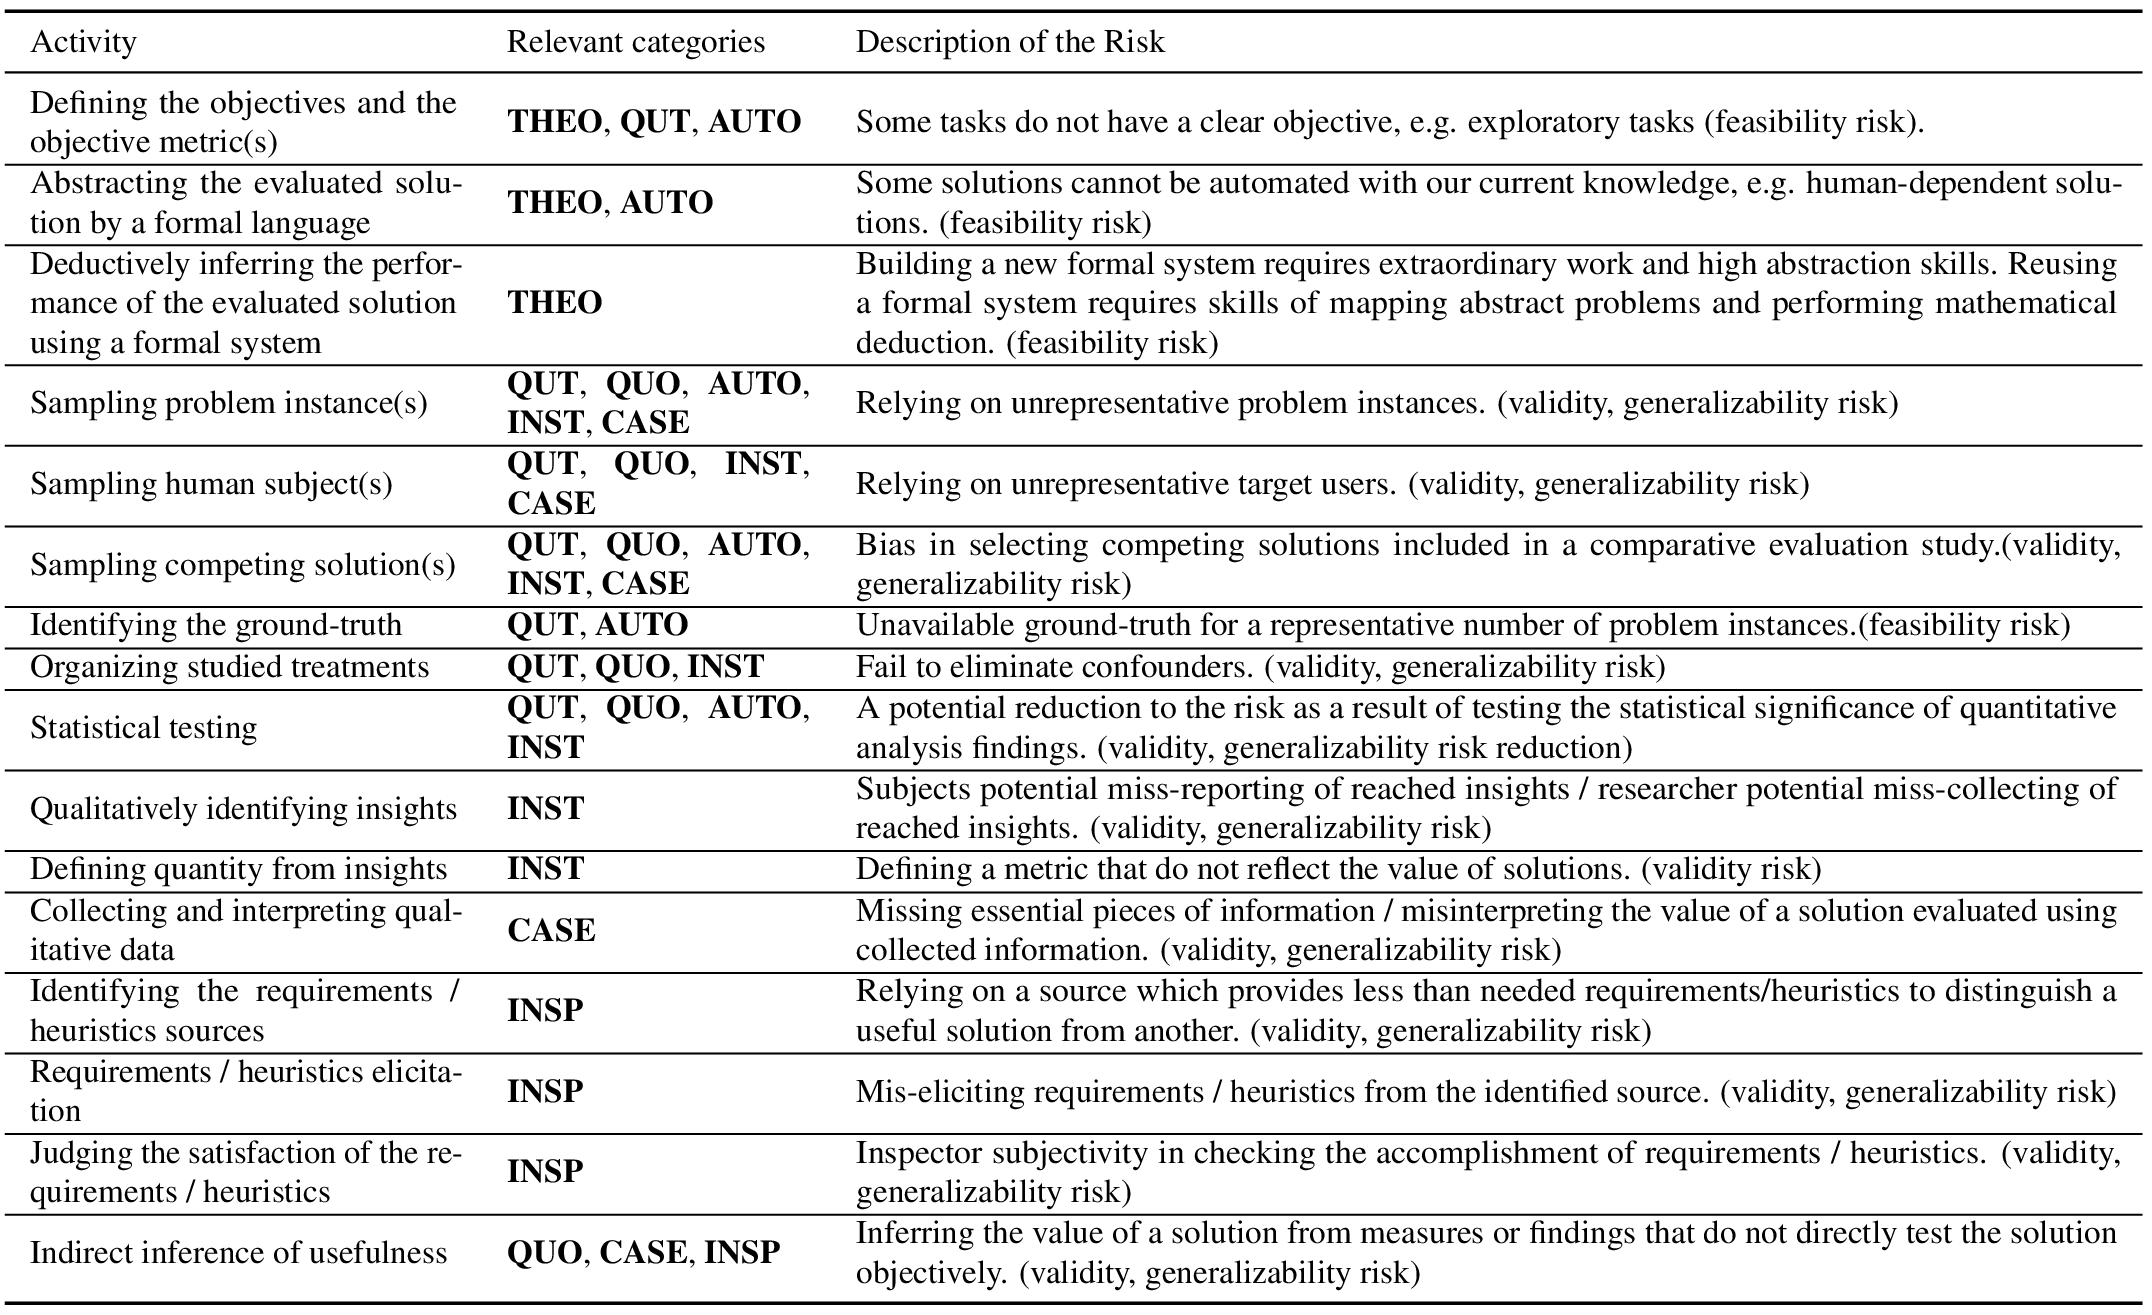 Activity Relevant categories Description of the Risk
Defining the objectives and the
objective metric(s)
THEO, QUT, AUTO
Some tasks do not have a clear objective, e.g. exploratory tasks (feasibility risk).
Abstracting the evaluated solu-
tion by a formal language
THEO, AUTO
Some solutions cannot be automated with our current knowledge, e.g. human-dependent solu-
tions. (feasibility risk)
Deductively inferring the perfor-
mance of the evaluated solution
using a formal system
THEO
Building a new formal system requires extraordinary work and high abstraction skills. Reusing
a formal system requires skills of mapping abstract problems and performing mathematical
deduction. (feasibility risk)
Sampling problem instance(s)
QUT, QUO, AUTO,
INST, CASE
Relying on unrepresentative problem instances. (validity, generalizability risk)
Sampling human subject(s)
QUT, QUO, INST,
CASE
Relying on unrepresentative target users. (validity, generalizability risk)
Sampling competing solution(s)
QUT, QUO, AUTO,
INST, CASE
Bias in selecting competing solutions included in a comparative evaluation study.(validity,
generalizability risk)
Identifying the ground-truth
QUT, AUTO
Unavailable ground-truth for a representative number of problem instances.(feasibility risk)
Organizing studied treatments
QUT, QUO, INST
Fail to eliminate confounders. (validity, generalizability risk)
Statistical testing
QUT, QUO, AUTO,
INST
A potential reduction to the risk as a result of testing the statistical significance of quantitative
analysis findings. (validity, generalizability risk reduction)
Qualitatively identifying insights
INST
Subjects potential miss-reporting of reached insights / researcher potential miss-collecting of
reached insights. (validity, generalizability risk)
Defining quantity from insights
INST
Defining a metric that do not reflect the value of solutions. (validity risk)
Collecting and interpreting qual-
itative data
CASE
Missing essential pieces of information / misinterpreting the value of a solution evaluated using
collected information. (validity, generalizability risk)
Identifying the requirements /
heuristics sources
INSP
Relying on a source which provides less than needed requirements/heuristics to distinguish a
useful solution from another. (validity, generalizability risk)
Requirements / heuristics elicita-
tion
INSP
Mis-eliciting requirements / heuristics from the identified source. (validity, generalizability risk)
Judging the satisfaction of the re-
quirements / heuristics
INSP
Inspector subjectivity in checking the accomplishment of requirements / heuristics. (validity,
generalizability risk)
Indirect inference of usefulness
QUO, CASE, INSP
Inferring the value of a solution from measures or findings that do not directly test the solution
objectively. (validity, generalizability risk)